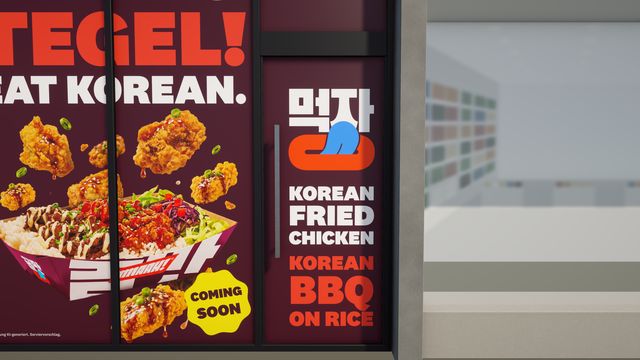 TEGEL!
EAT KOREAN.
먹자
KOREAN
FRIED
CHICKEN
KOREAN
BBQ
ON RICE
COMING
SOON